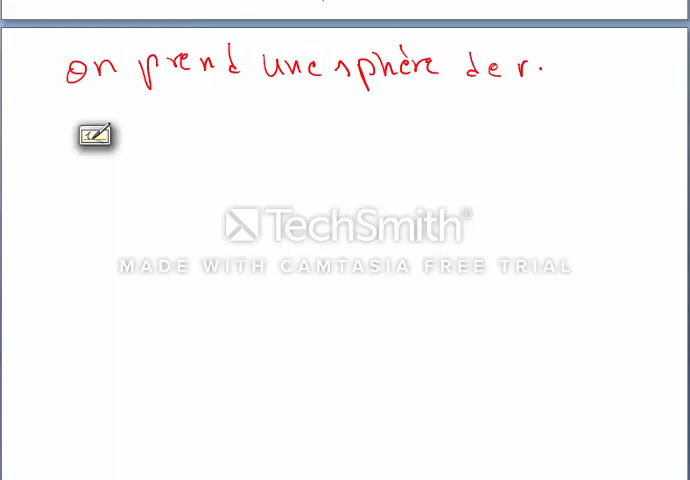 on prend une sphère de r.
TechSmith®
MADE WITH CAMTASIA FREE TRIAL